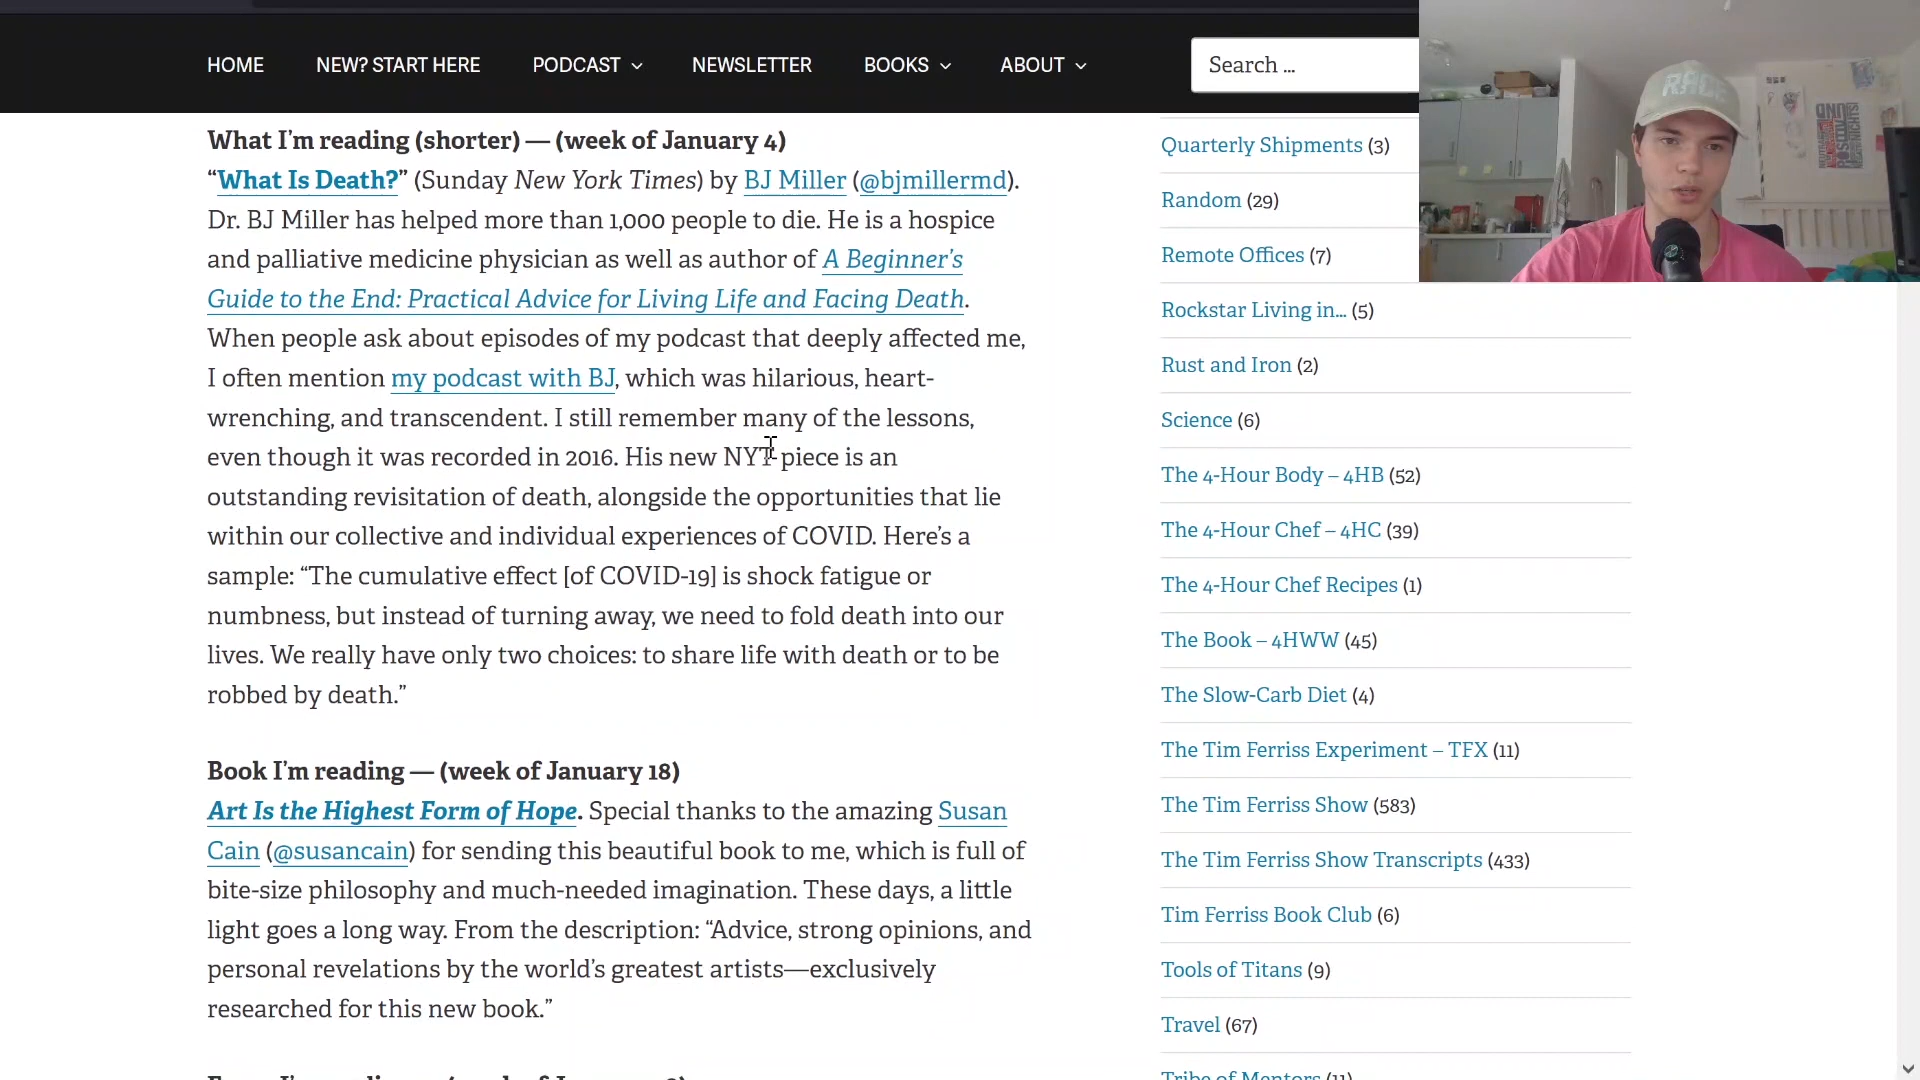 HOME NEW? START HERE PODCAST NEWSLETTER BOOKS ABOUT Search ...
What I'm reading (shorter) — (week of January 4)
“What Is Death?” (Sunday New York Times) by BJ Miller (@bjmillermd).
Dr. BJ Miller has helped more than 1,000 people to die. He is a hospice
and palliative medicine physician as well as author of A Beginner's
Guide to the End: Practical Advice for Living Life and Facing Death.
When people ask about episodes of my podcast that deeply affected me,
I often mention my podcast with BJ, which was hilarious, heart-
wrenching, and transcendent. I still remember many of the lessons,
even though it was recorded in 2016. His new NYT piece is an
outstanding revisitation of death, alongside the opportunities that lie
within our collective and individual experiences of COVID. Here's a
sample: “The cumulative effect [of COVID-19] is shock fatigue or
numbness, but instead of turning away, we need to fold death into our
lives. We really have only two choices: to share life with death or to be
robbed by death.”
Book I'm reading — (week of January 18)
Art Is the Highest Form of Hope. Special thanks to the amazing Susan
Cain (@susancain) for sending this beautiful book to me, which is full of
bite-size philosophy and much-needed imagination. These days, a little
light goes a long way. From the description: “Advice, strong opinions, and
personal revelations by the world's greatest artists—exclusively
researched for this new book.”
Quarterly Shipments (3)
Random (29)
Remote Offices (7)
Rockstar Living in... (5)
Rust and Iron (2)
Science (6)
The 4-Hour Body – 4HB (52)
The 4-Hour Chef – 4HC (39)
The 4-Hour Chef Recipes (1)
The Book – 4HWW (45)
The Slow-Carb Diet (4)
The Tim Ferriss Experiment – TFX (11)
The Tim Ferriss Show (583)
The Tim Ferriss Show Transcripts (433)
Tim Ferriss Book Club (6)
Tools of Titans (9)
Travel (67)
Tribe of Mentors (11)